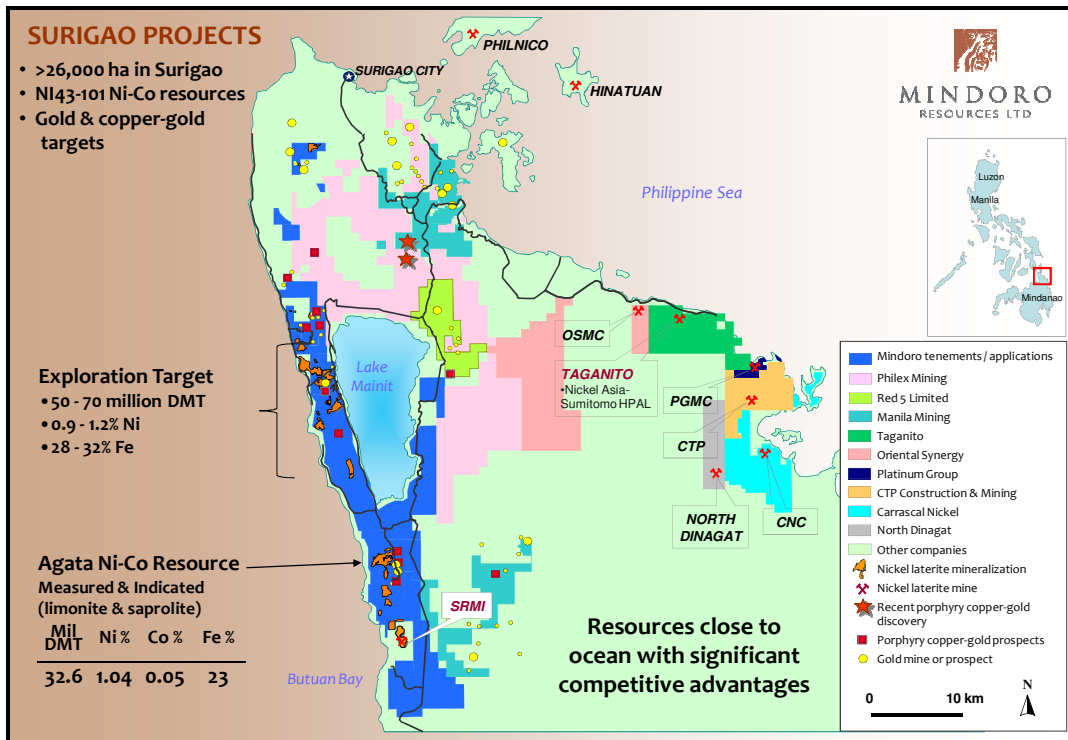 SURIGAO PROJECTS
• >26,000 ha in Surigao
• NI43-101 Ni-Co resources
• Gold & copper-gold
targets
PHILNICO
SURIGAO CITY
HINATUAN
MINDORO
RESOURCES LTD
Philippine Sea
Luzon
Manila
Mindanao
Exploration Target
• 50 - 70 million DMT
• 0.9 - 1.2% Ni
• 28 - 32% Fe
Lake
Mainit
OSMC
TAGANITO
•Nickel Asia-
Sumitomo HPAL
PGMC
CTP
NORTH
DINAGAT
CNC
Agata Ni-Co Resource
Measured & Indicated
(limonite & saprolite)
Mil
DMT Ni % Co % Fe %
32.6 1.04 0.05 23
SRMI
Butuan Bay
Resources close to
ocean with significant
competitive advantages
Mindoro tenements / applications
Philex Mining
Red 5 Limited
Manila Mining
Taganito
Oriental Synergy
Platinum Group
CTP Construction & Mining
Carrascal Nickel
North Dinagat
Other companies
Nickel laterite mineralization
Nickel laterite mine
Recent porphyry copper-gold
discovery
Porphyry copper-gold prospects
Gold mine or prospect
0 10 km
N